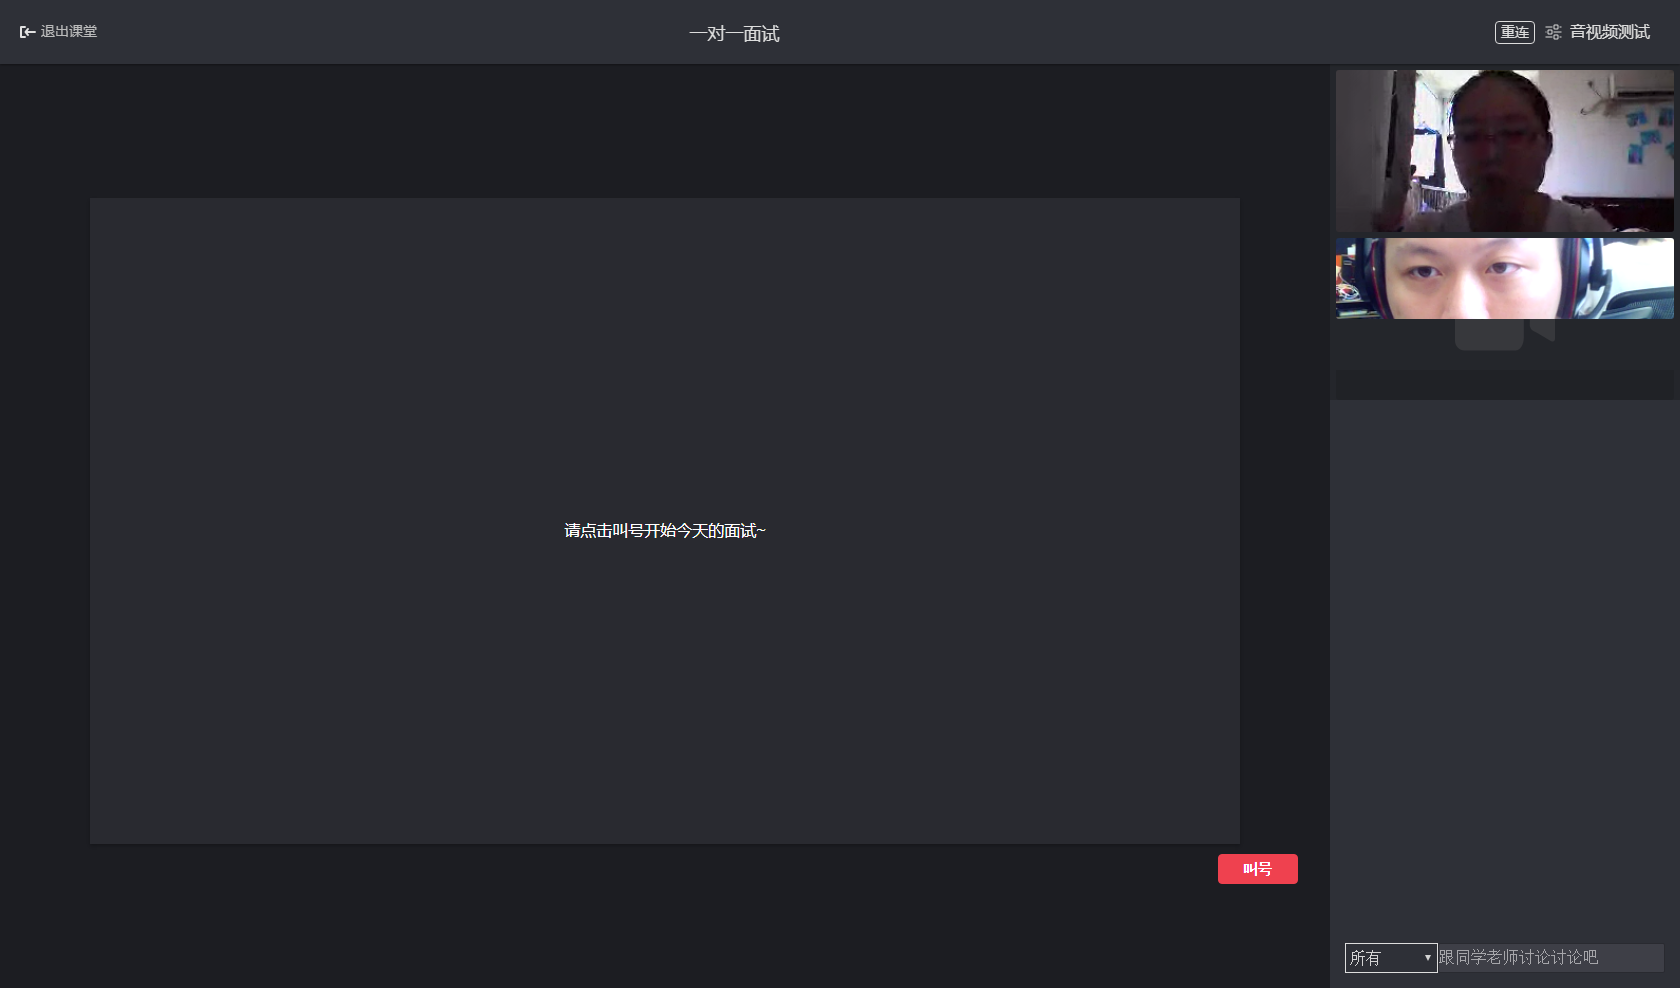 退出课堂
一对一面试
重连
音视频测试
请点击叫号开始今天的面试~
叫号
所有
跟同学老师讨论讨论吧